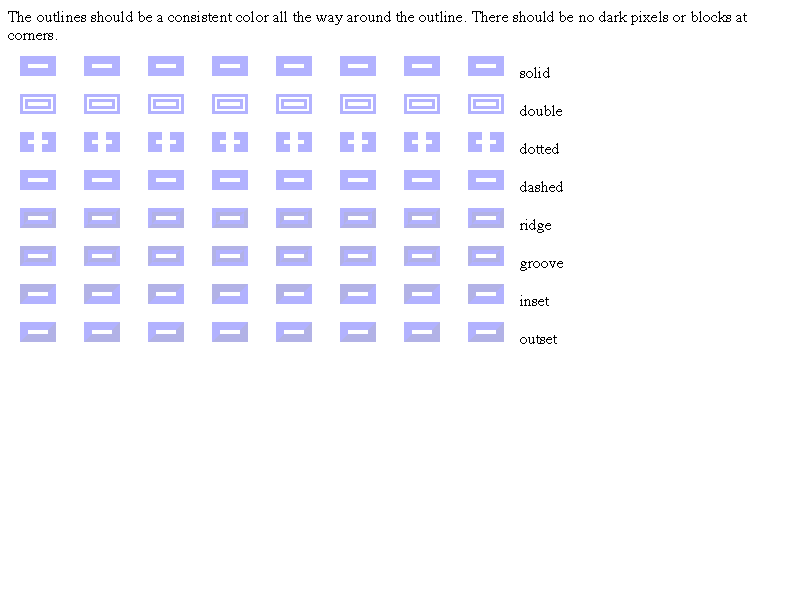 The outlines should be a consistent color all the way around the outline. There should be no dark pixels or blocks at
corners.
solid
double
dotted
dashed
ridge
groove
inset
outset